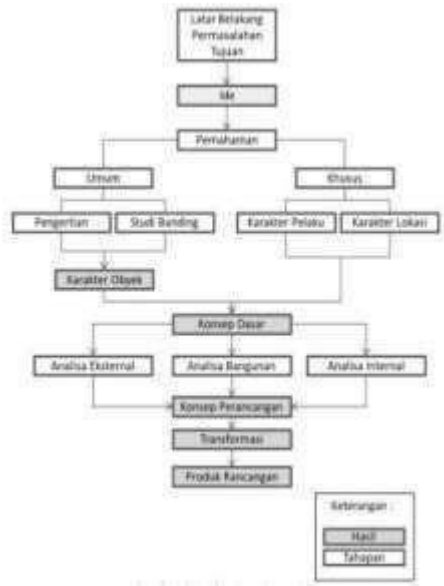 Latar Belakang
Permasalahan
Tujuan
Ide
Pemahaman
Umum
Khusus
Pengertian
Studi Banding
Karakter Pelaku
Karakter Lokasi
Karakter Obyek
Konsep Dasar
Analisa Eksternal
Analisa Bangunan
Analisa Internal
Konsep Perancangan
Transformasi
Produk Rancangan
Keterangan :
Hasil
Tahapan